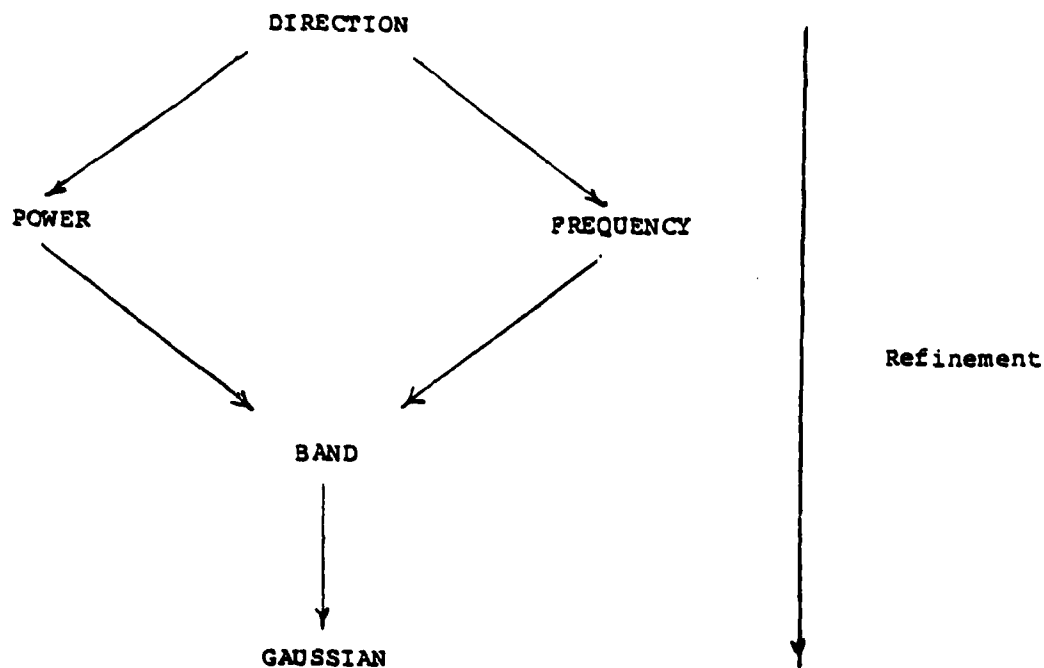 DIRECTION
POWER
FREQUENCY
Refinement
BAND
GAUSSIAN